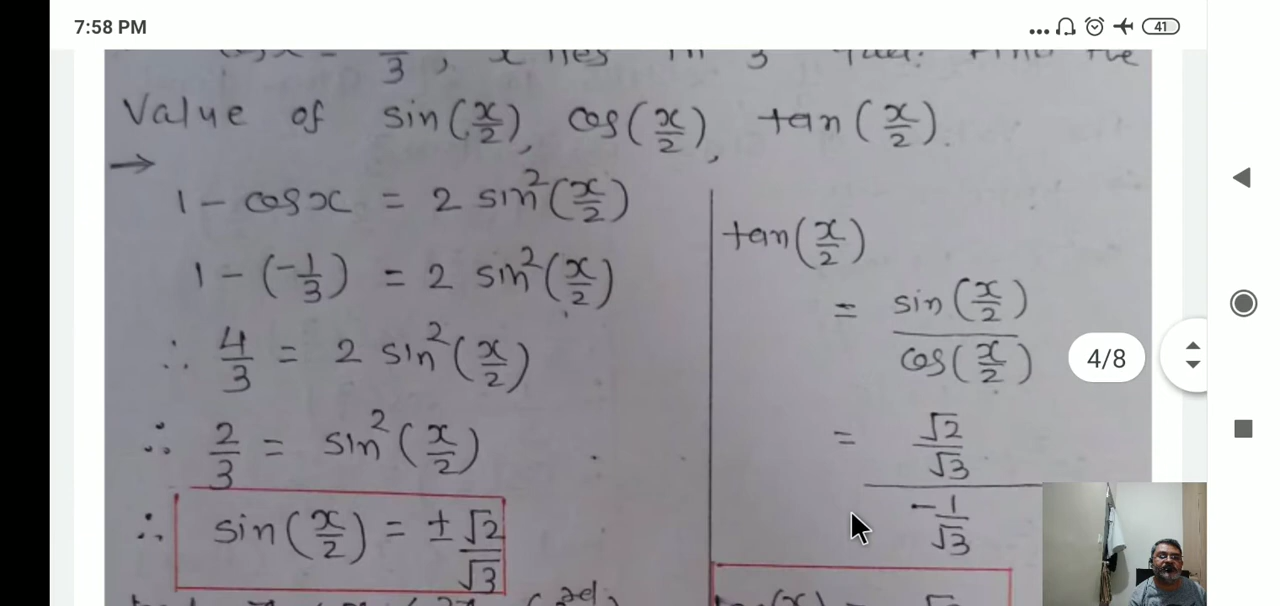 7:58 PM
41
Value of sin(x/2), cos(x/2), tan(x/2).
→
1 - cosx = 2 sin²(x/2)
1 - (-1/3) = 2 sin²(x/2)
∴ 4/3 = 2 sin²(x/2)
∴ 2/3 = sin²(x/2)
∴ sin(x/2) = ± √2/√3
tan(x/2)
= sin(x/2)/cos(x/2)
= (√2/√3)/(-1/√3)
4/8